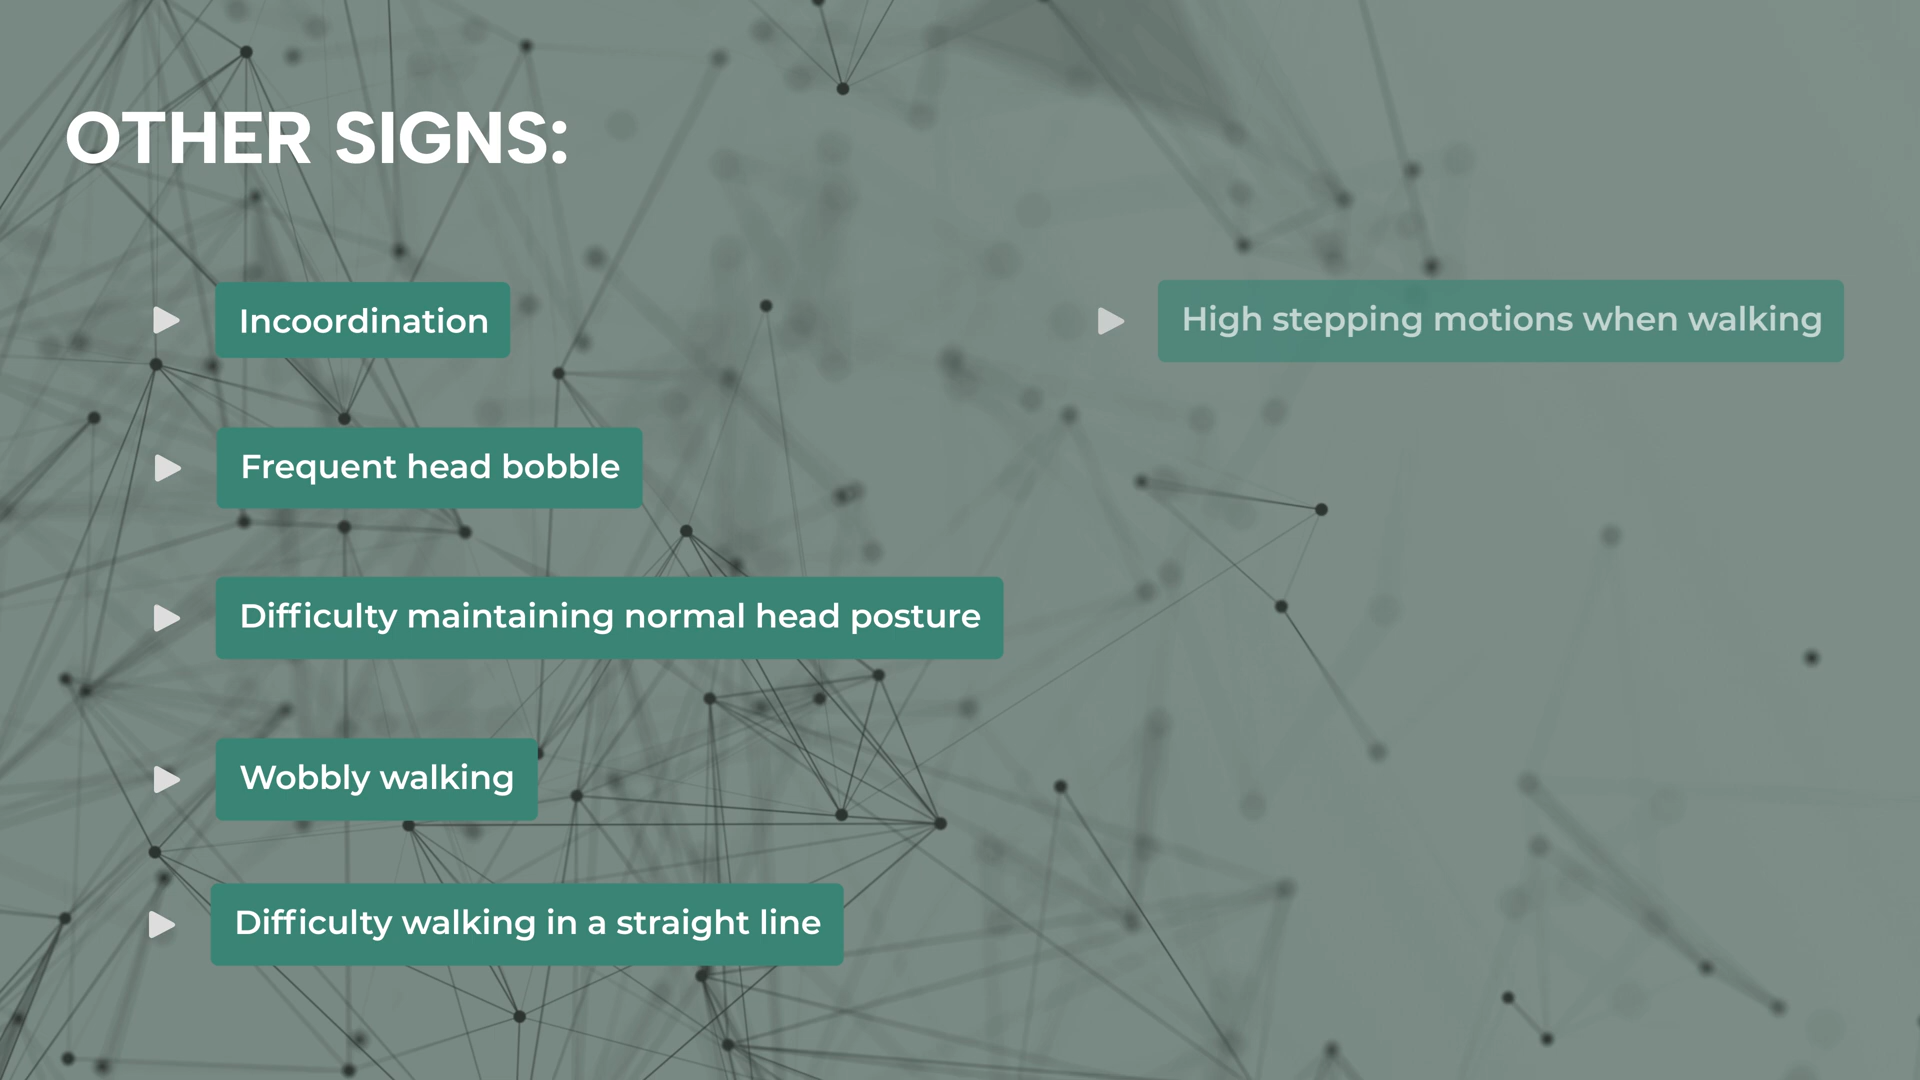 OTHER SIGNS:
Incoordination
Frequent head bobble
Difficulty maintaining normal head posture
Wobbly walking
Difficulty walking in a straight line
High stepping motions when walking